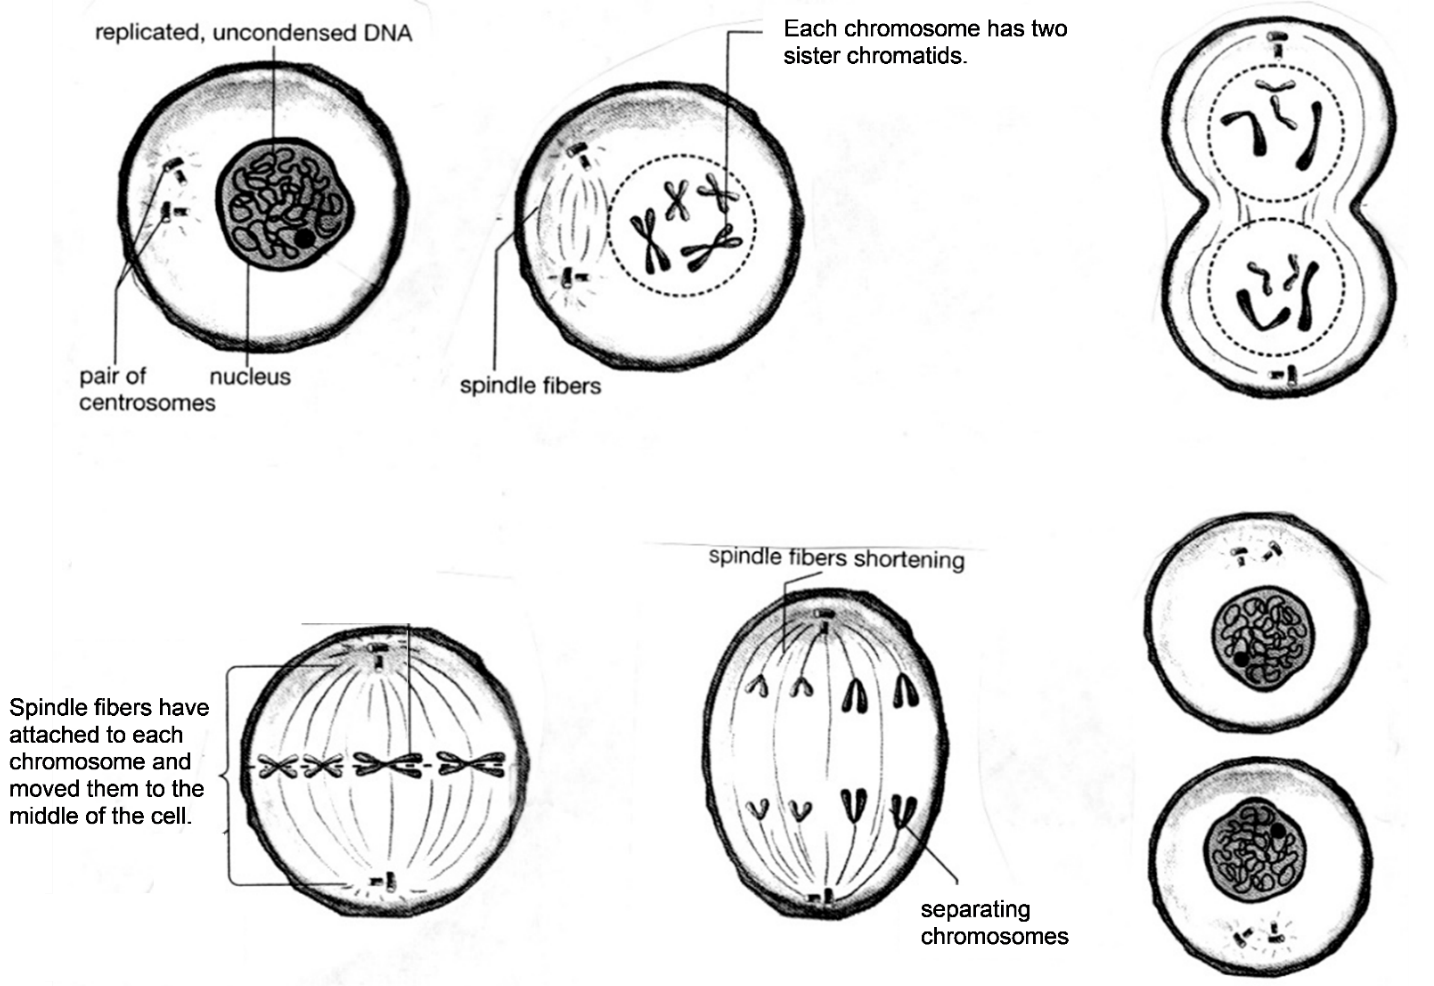 replicated, uncondensed DNA
pair of
centrosomes
nucleus
Each chromosome has two
sister chromatids.
spindle fibers
Spindle fibers have
attached to each
chromosome and
moved them to the
middle of the cell.
spindle fibers shortening
separating
chromosomes